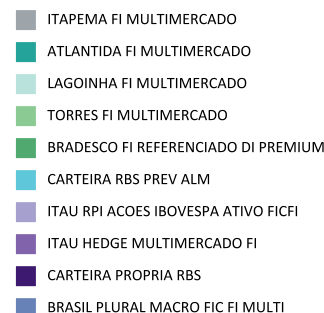 ITAPEMA FI MULTIMERCADO
ATLANTIDA FI MULTIMERCADO
LAGOINHA FI MULTIMERCADO
TORRES FI MULTIMERCADO
BRADESCO FI REFERENCIADO DI PREMIUM
CARTEIRA RBS PREV ALM
ITAU RPI ACOES IBOVESPA ATIVO FICFI
ITAU HEDGE MULTIMERCADO FI
CARTEIRA PROPRIA RBS
BRASIL PLURAL MACRO FIC FI MULTI